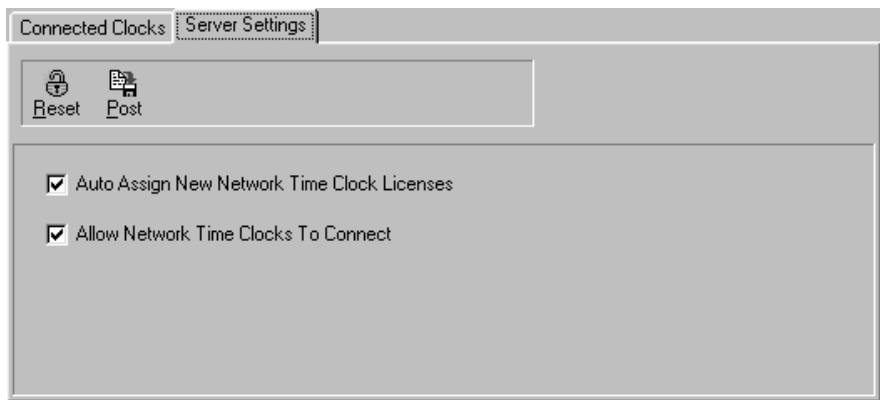 Connected Clocks Server Settings
Reset Post
Auto Assign New Network Time Clock Licenses
Allow Network Time Clocks To Connect